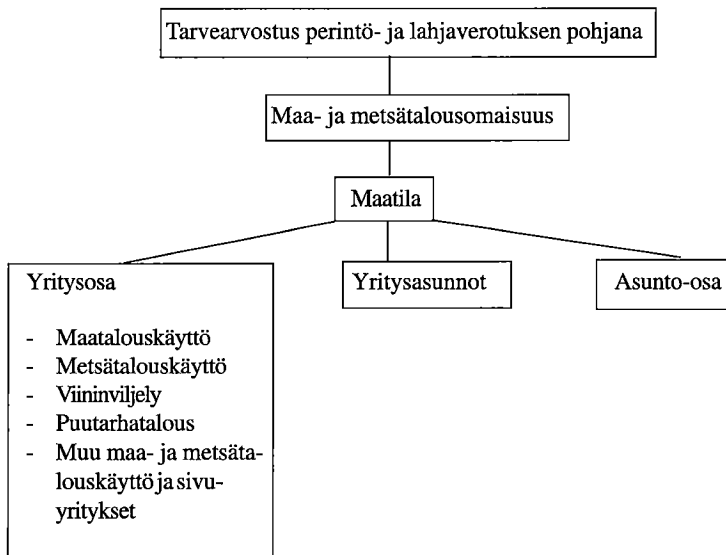 Tarvearvostus perintö- ja lahjaverotuksen pohjana
Maa- ja metsätalousomaisuus
Maatila
Yritysosa
- Maatalouskäyttö
- Metsätalouskäyttö
- Viininviljely
- Puutarhatalous
- Muu maa- ja metsäta-
louskäyttö ja sivu-
yritykset
Yritysasunnot
Asunto-osa